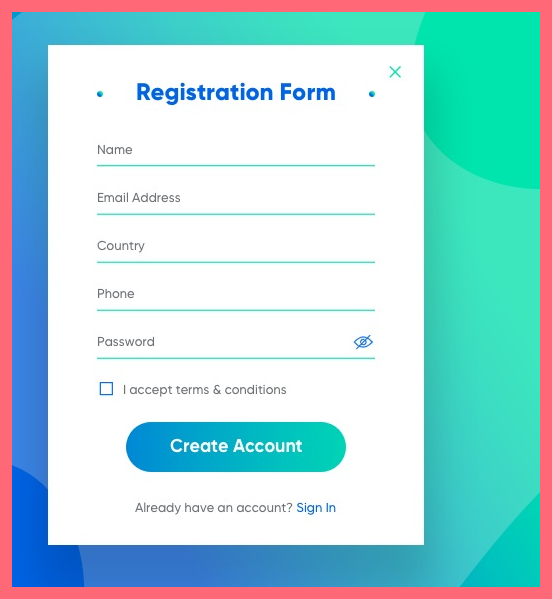 Registration Form
Name
Email Address
Country
Phone
Password
I accept terms & conditions
Create Account
Already have an account? Sign In